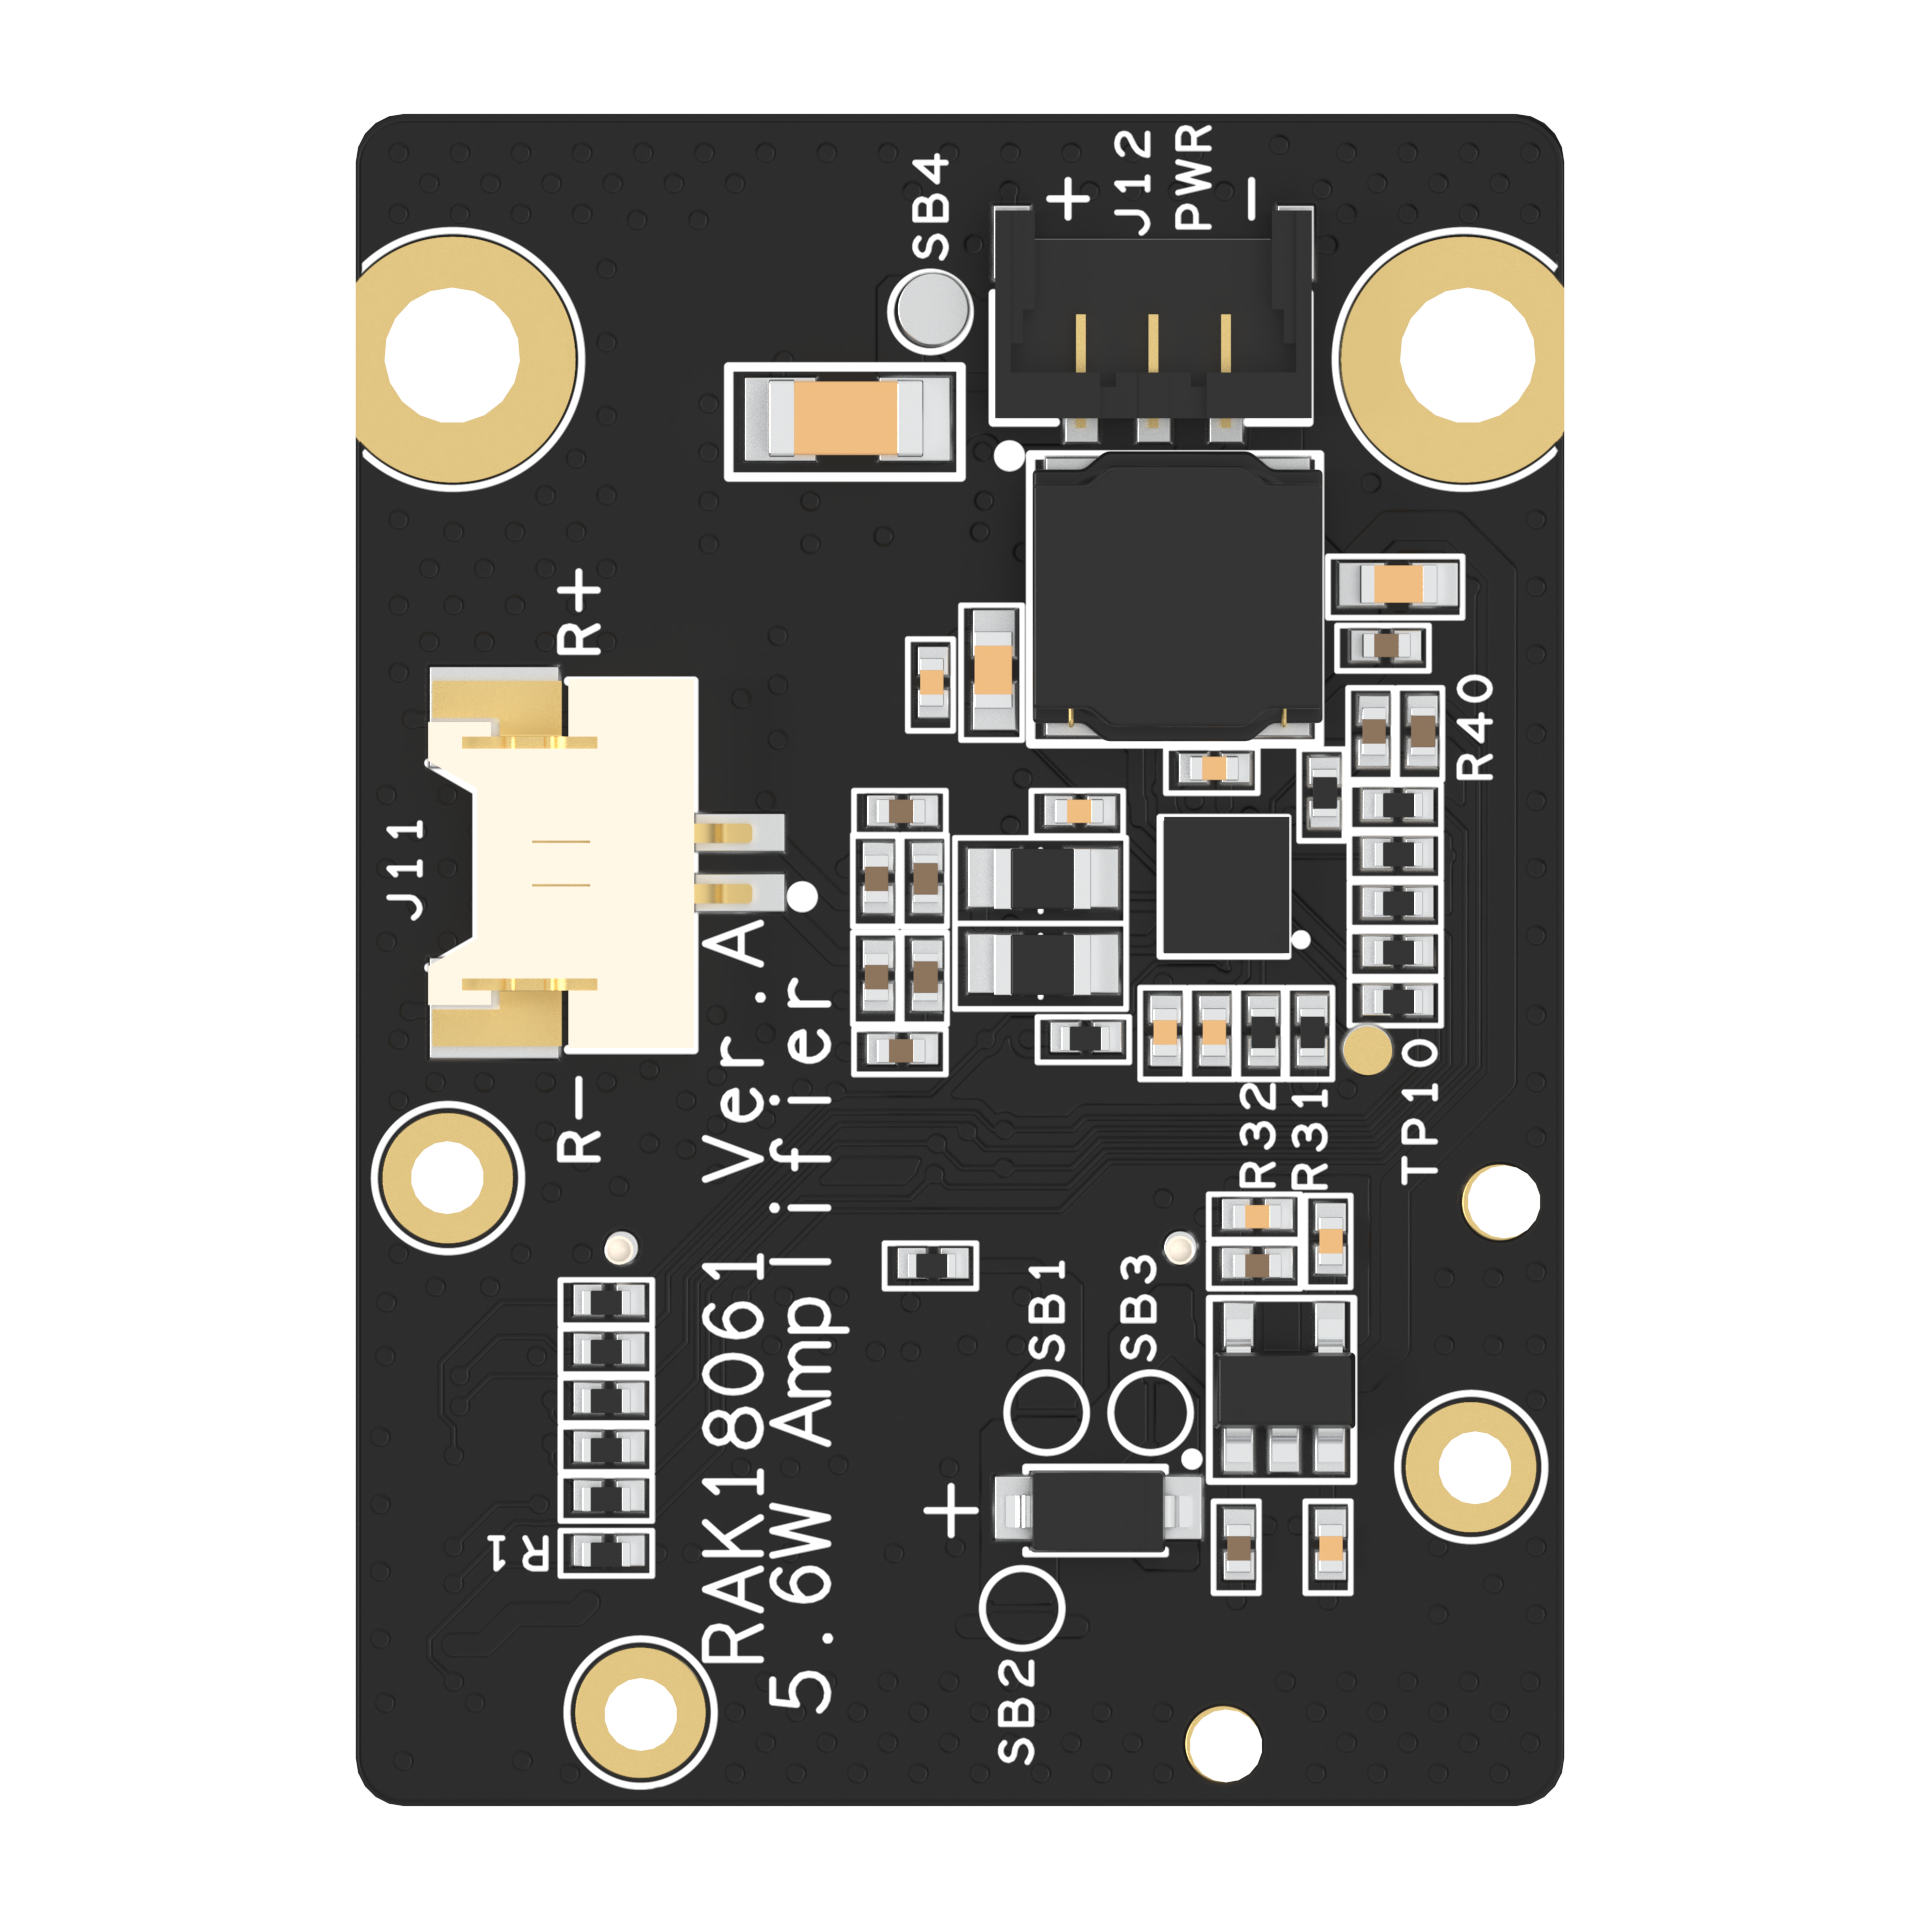 SB4
+
J12
PWR
−
R+
R40
J11
R−
RAK18061 Ver.A
5.6W Amplifier
R32
R31
TP10
SB1
SB3
R1
+
SB2